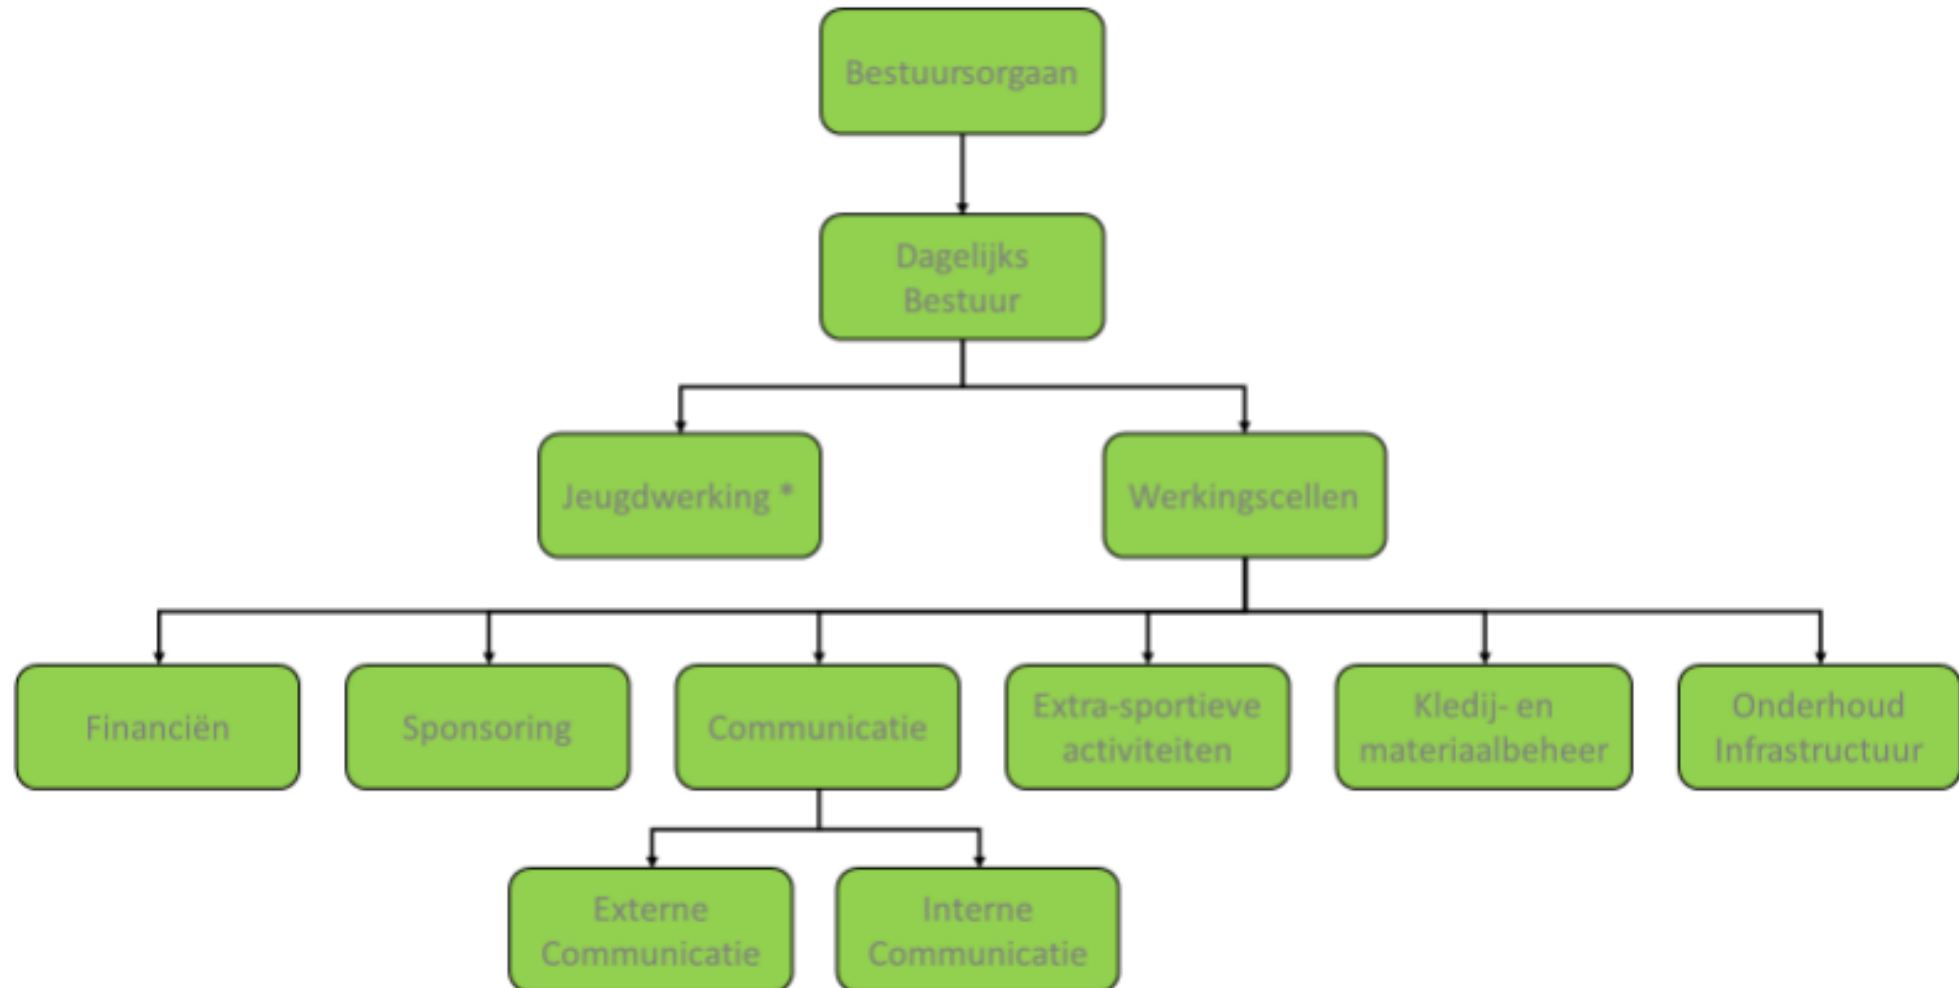 Bestuursorgaan
Dagelijks
Bestuur
Jeugdwerking *
Werkingscellen
Financiën
Sponsoring
Communicatie
Extra-sportieve
activiteiten
Kledij- en
materiaalbeheer
Onderhoud
Infrastructuur
Externe
Communicatie
Interne
Communicatie